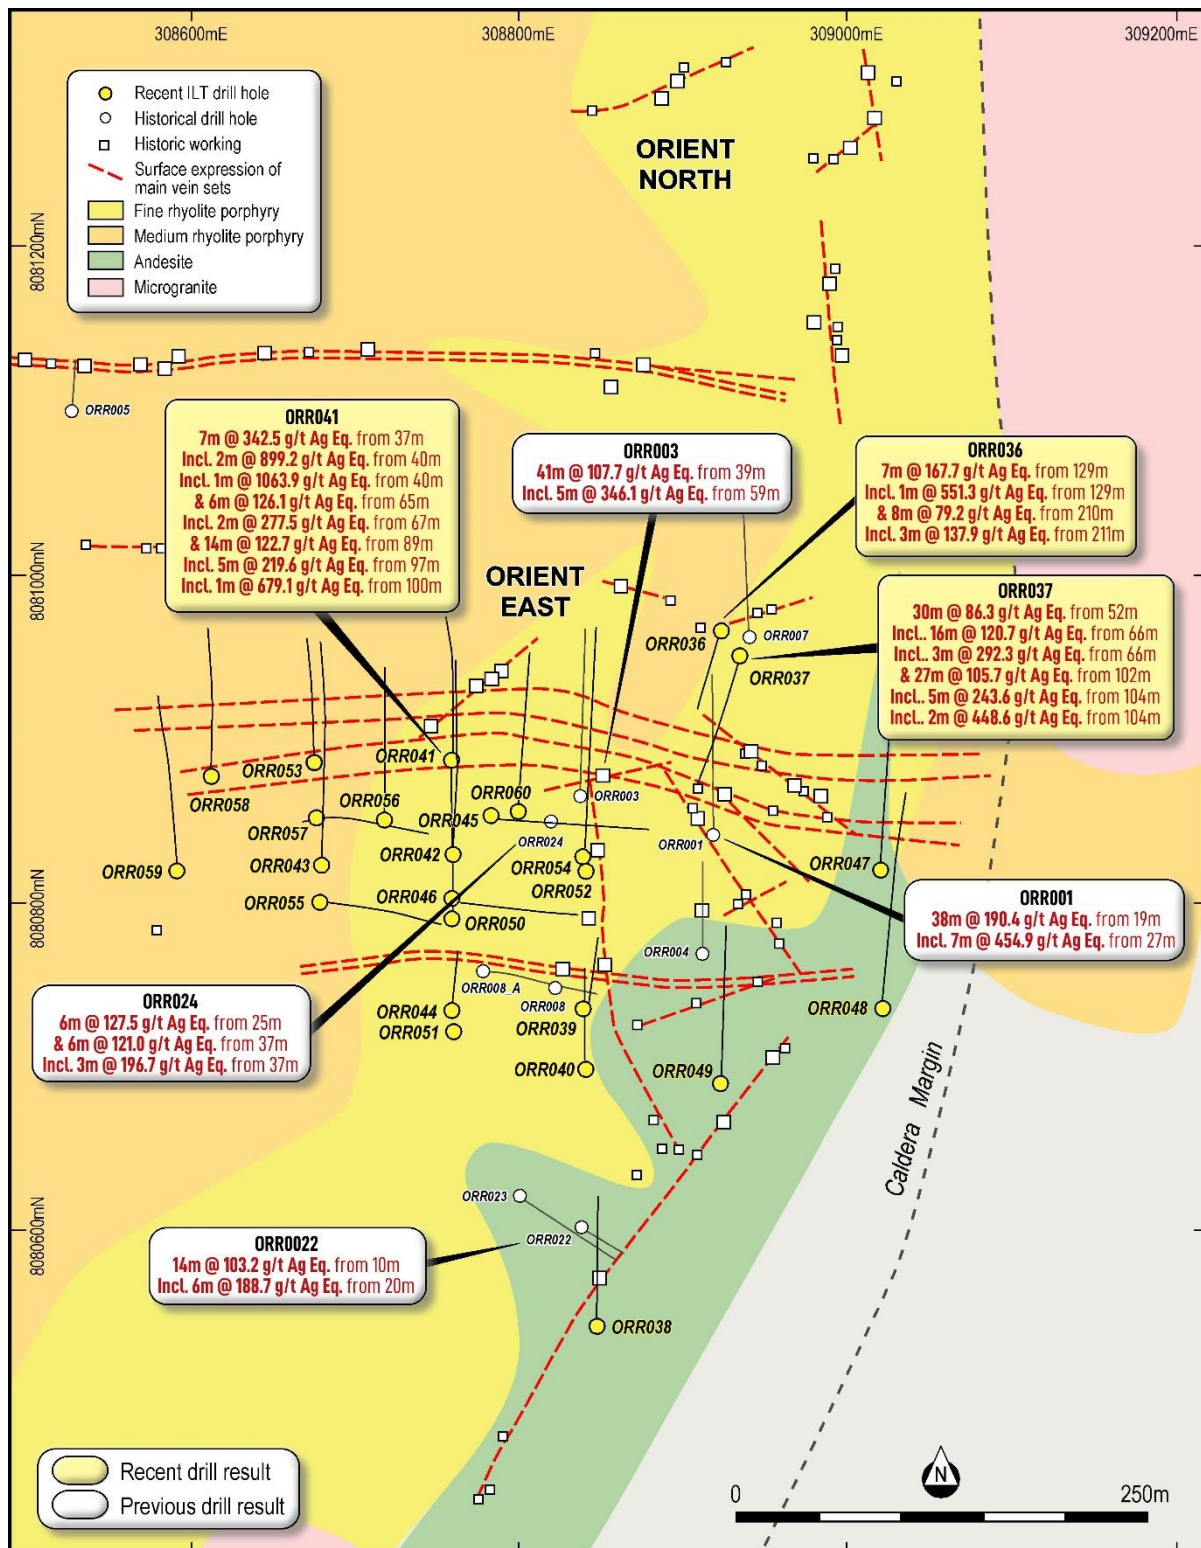 308600mE
308800mE
309000mE
309200mE
Recent ILT drill hole
Historical drill hole
Historic working
Surface expression of
main vein sets
Fine rhyolite porphyry
Medium rhyolite porphyry
Andesite
Microgranite
ORIENT
NORTH
8081200mN
ORR005
ORR041
7m @ 342.5 g/t Ag Eq. from 37m
Incl. 2m @ 899.2 g/t Ag Eq. from 40m
Incl. 1m @ 1063.9 g/t Ag Eq. from 40m
& 6m @ 126.1 g/t Ag Eq. from 65m
Incl. 2m @ 277.5 g/t Ag Eq. from 67m
& 14m @ 122.7 g/t Ag Eq. from 89m
Incl. 5m @ 219.6 g/t Ag Eq. from 97m
Incl. 1m @ 679.1 g/t Ag Eq. from 100m
ORR003
41m @ 107.7 g/t Ag Eq. from 39m
Incl. 5m @ 346.1 g/t Ag Eq. from 59m
ORR036
7m @ 167.7 g/t Ag Eq. from 129m
Incl. 1m @ 551.3 g/t Ag Eq. from 129m
& 8m @ 79.2 g/t Ag Eq. from 210m
Incl. 3m @ 137.9 g/t Ag Eq. from 211m
8081000mN
ORIENT
EAST
ORR037
30m @ 86.3 g/t Ag Eq. from 52m
Incl.. 16m @ 120.7 g/t Ag Eq. from 66m
Incl.. 3m @ 292.3 g/t Ag Eq. from 66m
& 27m @ 105.7 g/t Ag Eq. from 102m
Incl.. 5m @ 243.6 g/t Ag Eq. from 104m
Incl.. 2m @ 448.6 g/t Ag Eq. from 104m
ORR036
ORR007
ORR037
ORR041
ORR053
ORR058
ORR056
ORR060
ORR003
ORR045
ORR057
ORR024
ORR001
ORR042
ORR054
ORR059
ORR043
ORR052
ORR047
8080800mN
ORR046
ORR055
ORR050
ORR001
38m @ 190.4 g/t Ag Eq. from 19m
Incl. 7m @ 454.9 g/t Ag Eq. from 27m
ORR004
ORR008_A
ORR008
ORR024
6m @ 127.5 g/t Ag Eq. from 25m
& 6m @ 121.0 g/t Ag Eq. from 37m
Incl. 3m @ 196.7 g/t Ag Eq. from 37m
ORR044
ORR039
ORR048
ORR051
ORR040
ORR049
Caldera Margin
ORR023
ORR022
8080600mN
ORR0022
14m @ 103.2 g/t Ag Eq. from 10m
Incl. 6m @ 188.7 g/t Ag Eq. from 20m
ORR038
Recent drill result
Previous drill result
N
0
250m